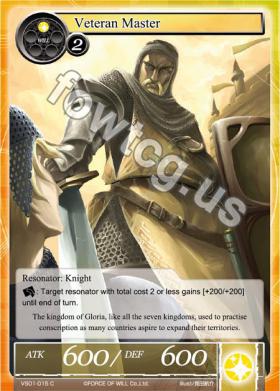 Veteran Master
WILL
2
fowtcg.us
Resonator: Knight
: Target resonator with total cost 2 or less gains [+200/+200]
until end of turn.
The kingdom of Gloria, like all the seven kingdoms, used to practise
conscription as many countries aspire to expand their territories.
ATK 600 / DEF 600
VS01-015 C ©FORCE OF WILL Co.,Ltd. Illust/